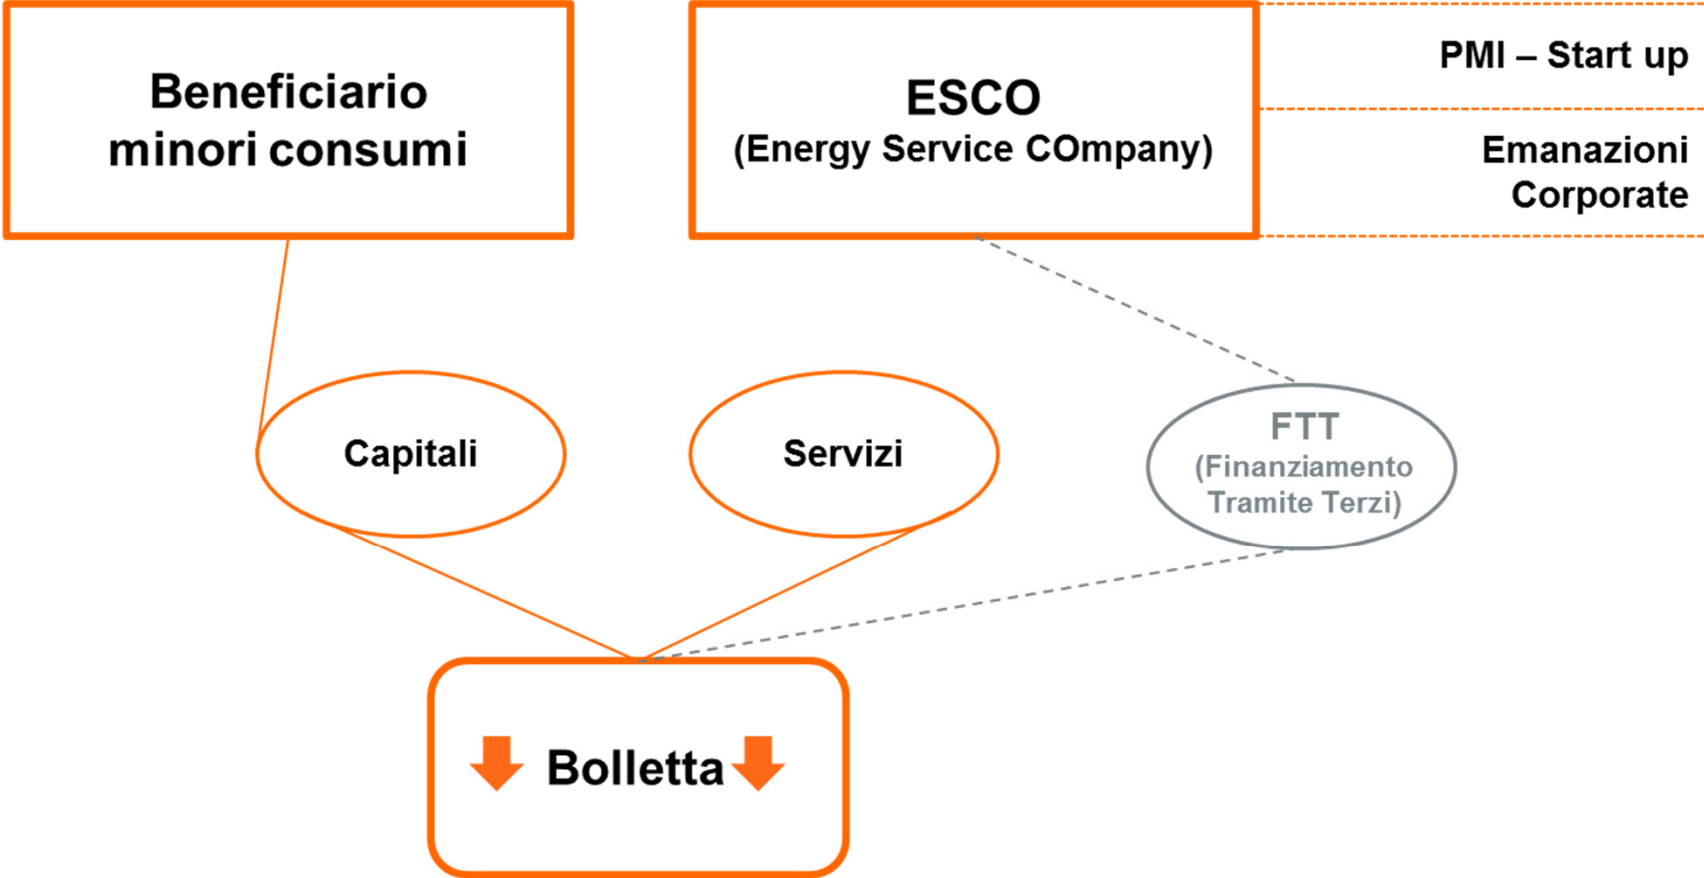 Beneficiario
minori consumi
ESCO
(Energy Service COmpany)
PMI – Start up
Emanazioni
Corporate
Capitali
Servizi
FTT
(Finanziamento
Tramite Terzi)
Bolletta